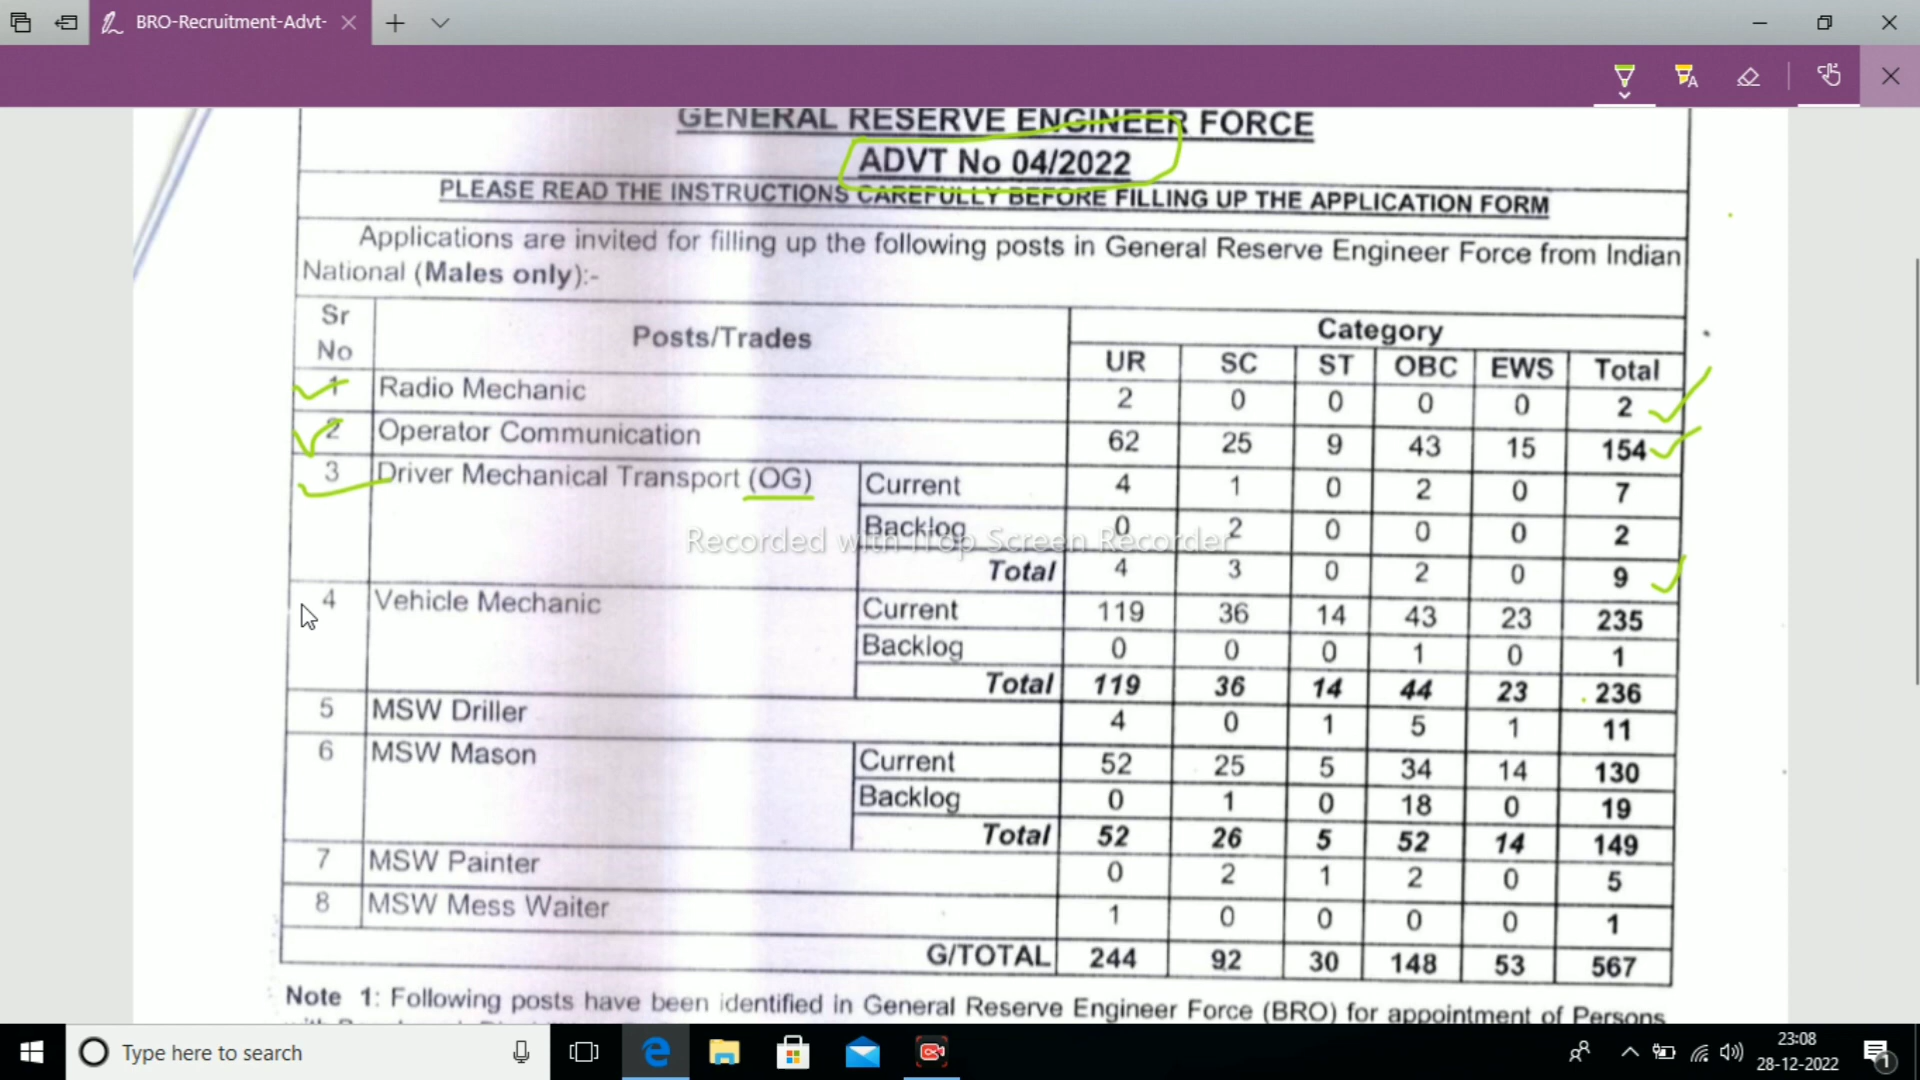 BRO-Recruitment-Advt-
GENERAL RESERVE ENGINEER FORCE
ADVT No 04/2022
PLEASE READ THE INSTRUCTIONS CAREFULLY BEFORE FILLING UP THE APPLICATION FORM
Applications are invited for filling up the following posts in General Reserve Engineer Force from Indian
National (Males only):-
Sr No Posts/Trades Category
UR SC ST OBC EWS Total
1 Radio Mechanic 2 0 0 0 0 2
2 Operator Communication 62 25 9 43 15 154
3 Driver Mechanical Transport (OG) Current 4 1 0 2 0 7
Backlog 0 2 0 0 0 2
Recorded with iTop Screen Recorder
Total 4 3 0 2 0 9
4 Vehicle Mechanic Current 119 36 14 43 23 235
Backlog 0 0 0 1 0 1
Total 119 36 14 44 23 236
5 MSW Driller 4 0 1 5 1 11
6 MSW Mason Current 52 25 5 34 14 130
Backlog 0 1 0 18 0 19
Total 52 26 5 52 14 149
7 MSW Painter 0 2 1 2 0 5
8 MSW Mess Waiter 1 0 0 0 0 1
G/TOTAL 244 92 30 148 53 567
Note 1: Following posts have been identified in General Reserve Engineer Force (BRO) for appointment of Persons
Type here to search
23:08
28-12-2022
1